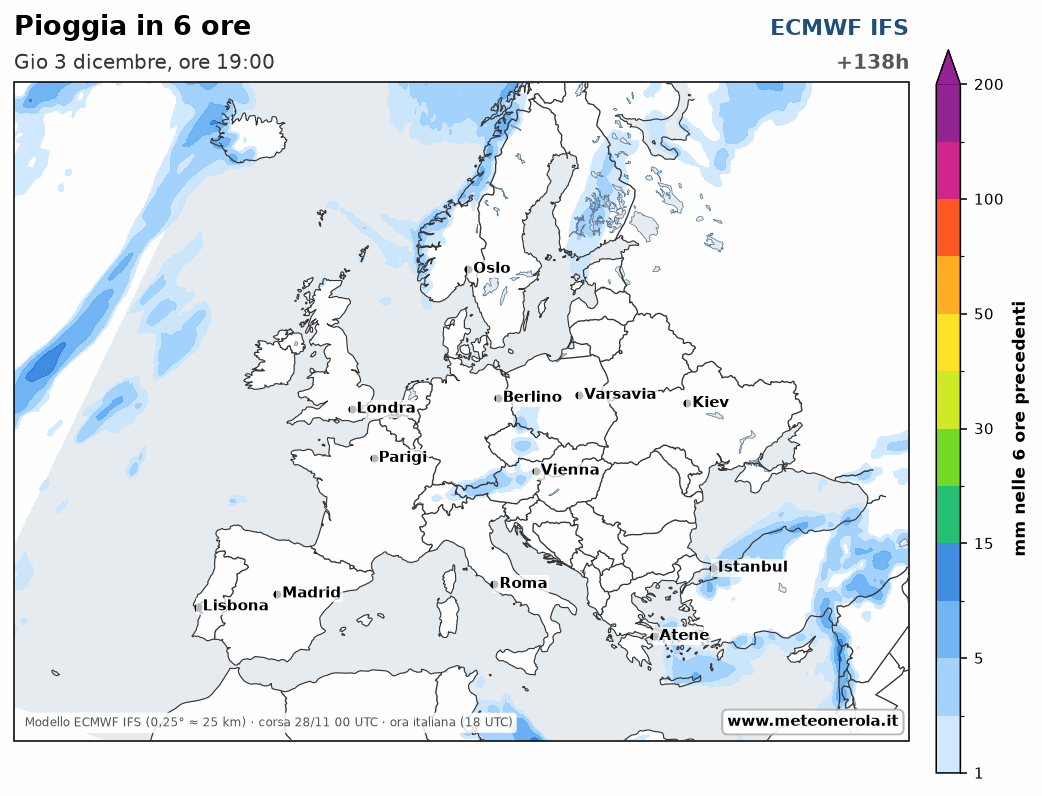 Pioggia in 6 ore
ECMWF IFS
Gio 3 dicembre, ore 19:00
+138h
200
100
50
30
15
5
1
mm nelle 6 ore precedenti
Oslo
Berlino
Varsavia
Kiev
Londra
Parigi
Vienna
Istanbul
Roma
Madrid
Lisbona
Atene
Modello ECMWF IFS (0,25° ≈ 25 km) · corsa 28/11 00 UTC · ora italiana (18 UTC)
www.meteonerola.it